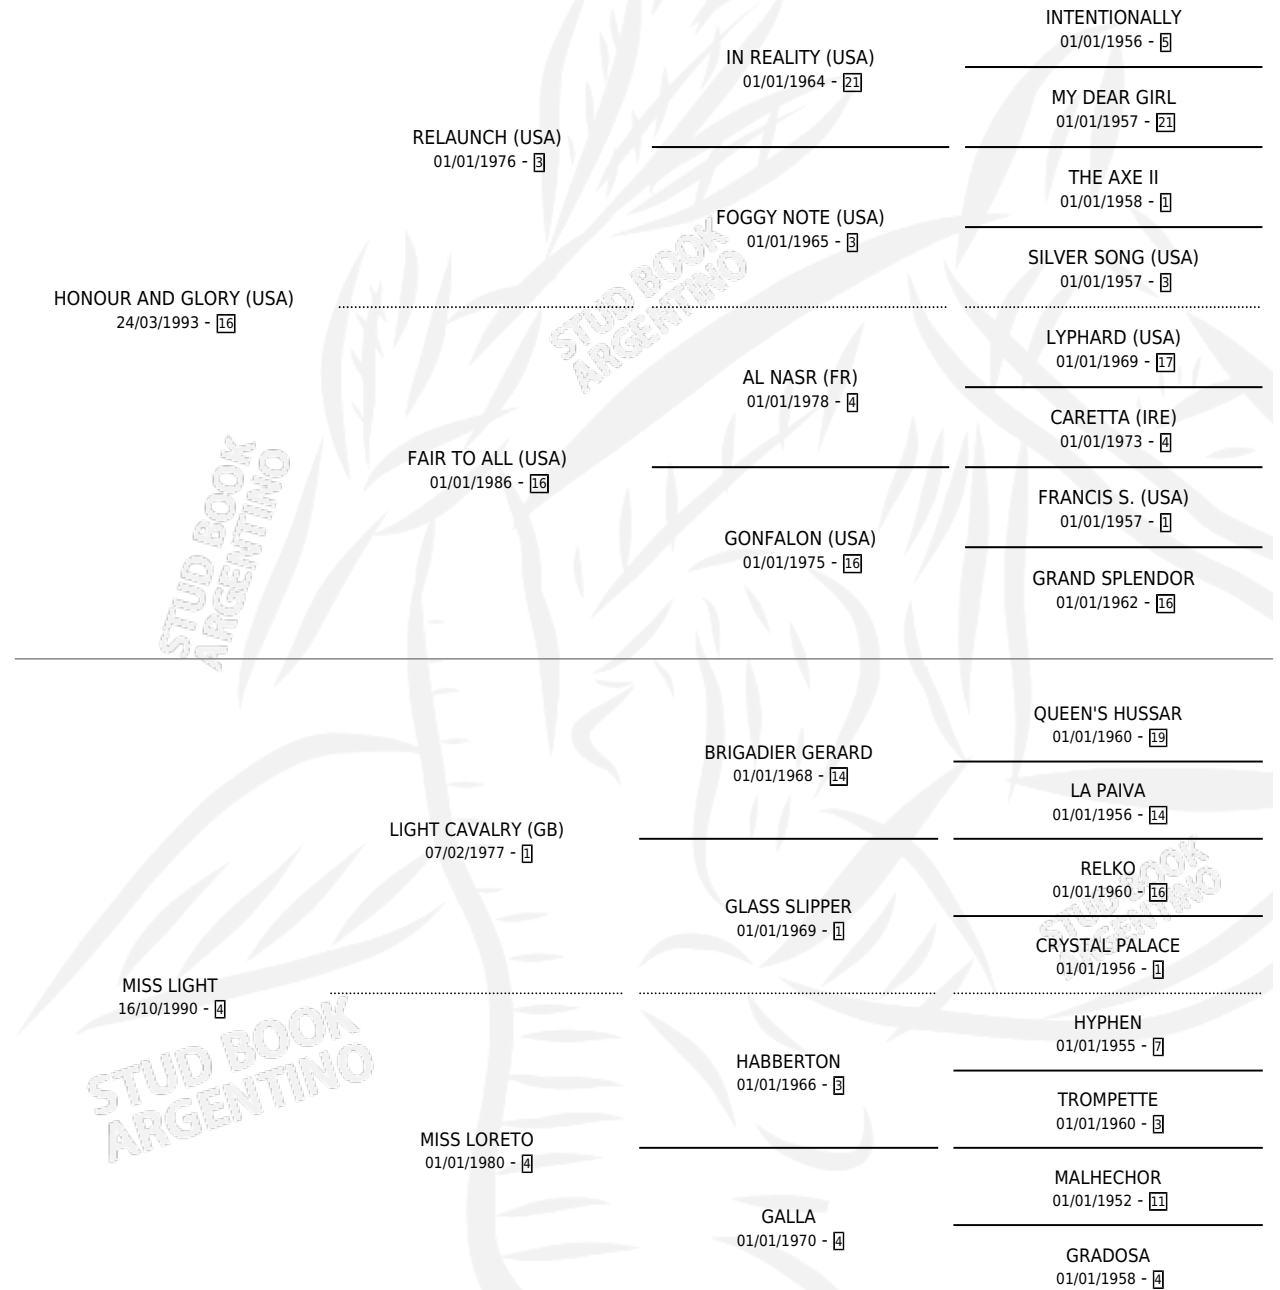 INTENTIONALLY
01/01/1956 - 5
IN REALITY (USA)
01/01/1964 - 21
MY DEAR GIRL
01/01/1957 - 21
RELAUNCH (USA)
01/01/1976 - 3
THE AXE II
01/01/1958 - 1
FOGGY NOTE (USA)
01/01/1965 - 3
SILVER SONG (USA)
01/01/1957 - 3
HONOUR AND GLORY (USA)
24/03/1993 - 16
LYPHARD (USA)
01/01/1969 - 17
AL NASR (FR)
01/01/1978 - 4
CARETTA (IRE)
01/01/1973 - 4
FAIR TO ALL (USA)
01/01/1986 - 16
FRANCIS S. (USA)
01/01/1957 - 1
GONFALON (USA)
01/01/1975 - 16
GRAND SPLENDOR
01/01/1962 - 16
QUEEN'S HUSSAR
01/01/1960 - 19
BRIGADIER GERARD
01/01/1968 - 14
LA PAIVA
01/01/1956 - 14
LIGHT CAVALRY (GB)
07/02/1977 - 1
RELKO
01/01/1960 - 16
GLASS SLIPPER
01/01/1969 - 1
CRYSTAL PALACE
01/01/1956 - 1
MISS LIGHT
16/10/1990 - 4
HYPHEN
01/01/1955 - 7
HABBERTON
01/01/1966 - 3
TROMPETTE
01/01/1960 - 3
MISS LORETO
01/01/1980 - 4
MALHECHOR
01/01/1952 - 11
GALLA
01/01/1970 - 4
GRADOSA
01/01/1958 - 4
STUD BOOK
ARGENTINO
STUD BOOK
ARGENTINO
STUD BOOK
ARGENTINO
STUD BOOK
ARGENTINO